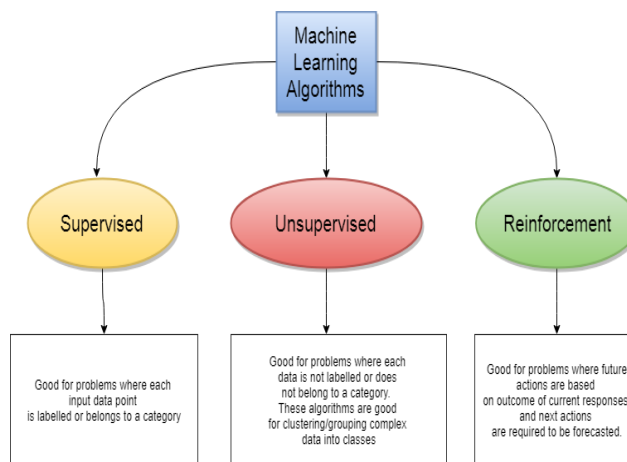 Machine
Learning
Algorithms
Supervised
Unsupervised
Reinforcement
Good for problems where each
input data point
is labelled or belongs to a category
Good for problems where each
data is not labelled or does
not belong to a category.
These algorithms are good
for clustering/grouping complex
data into classes
Good for problems where future
actions are based
on outcome of current responses
and next actions
are required to be forecasted.